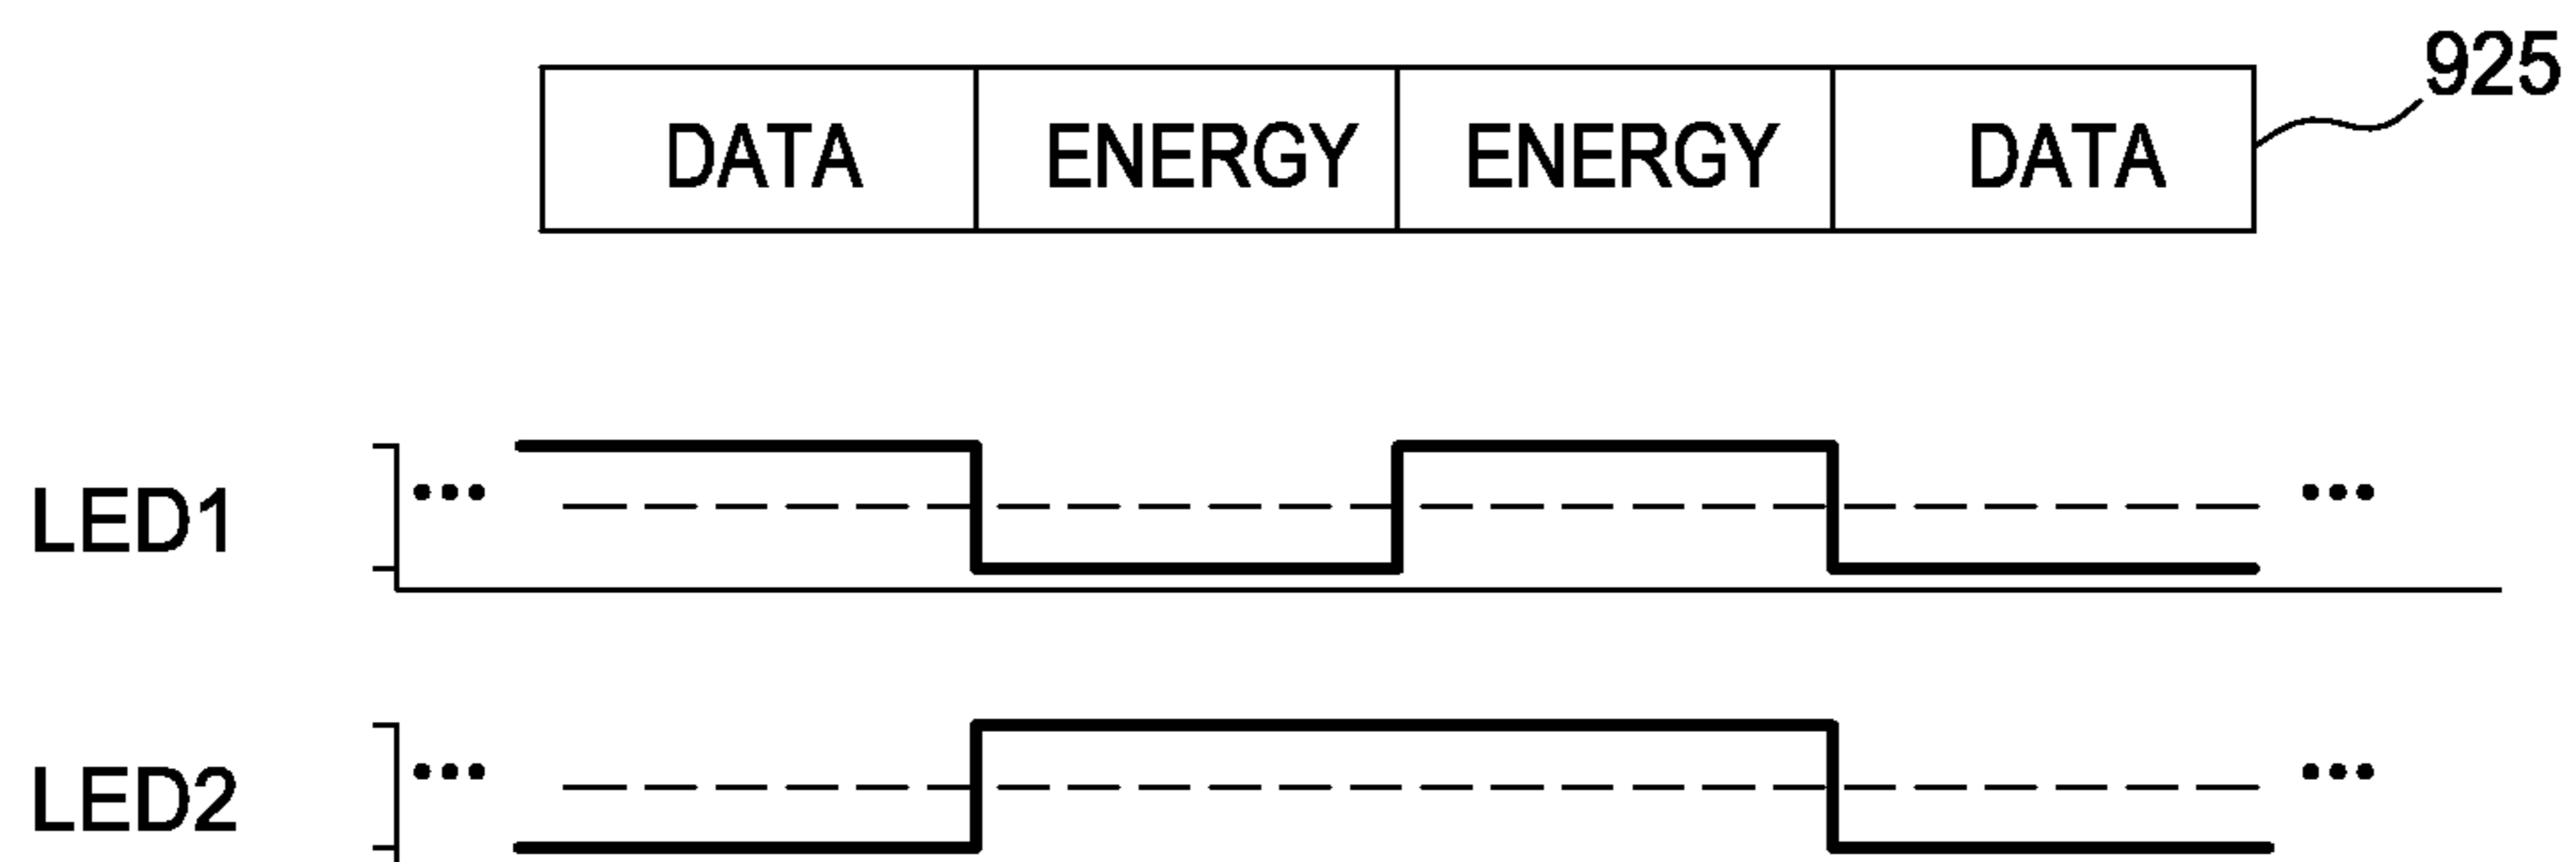 925
DATA ENERGY ENERGY DATA
LED1 ... ...
LED2 ... ...